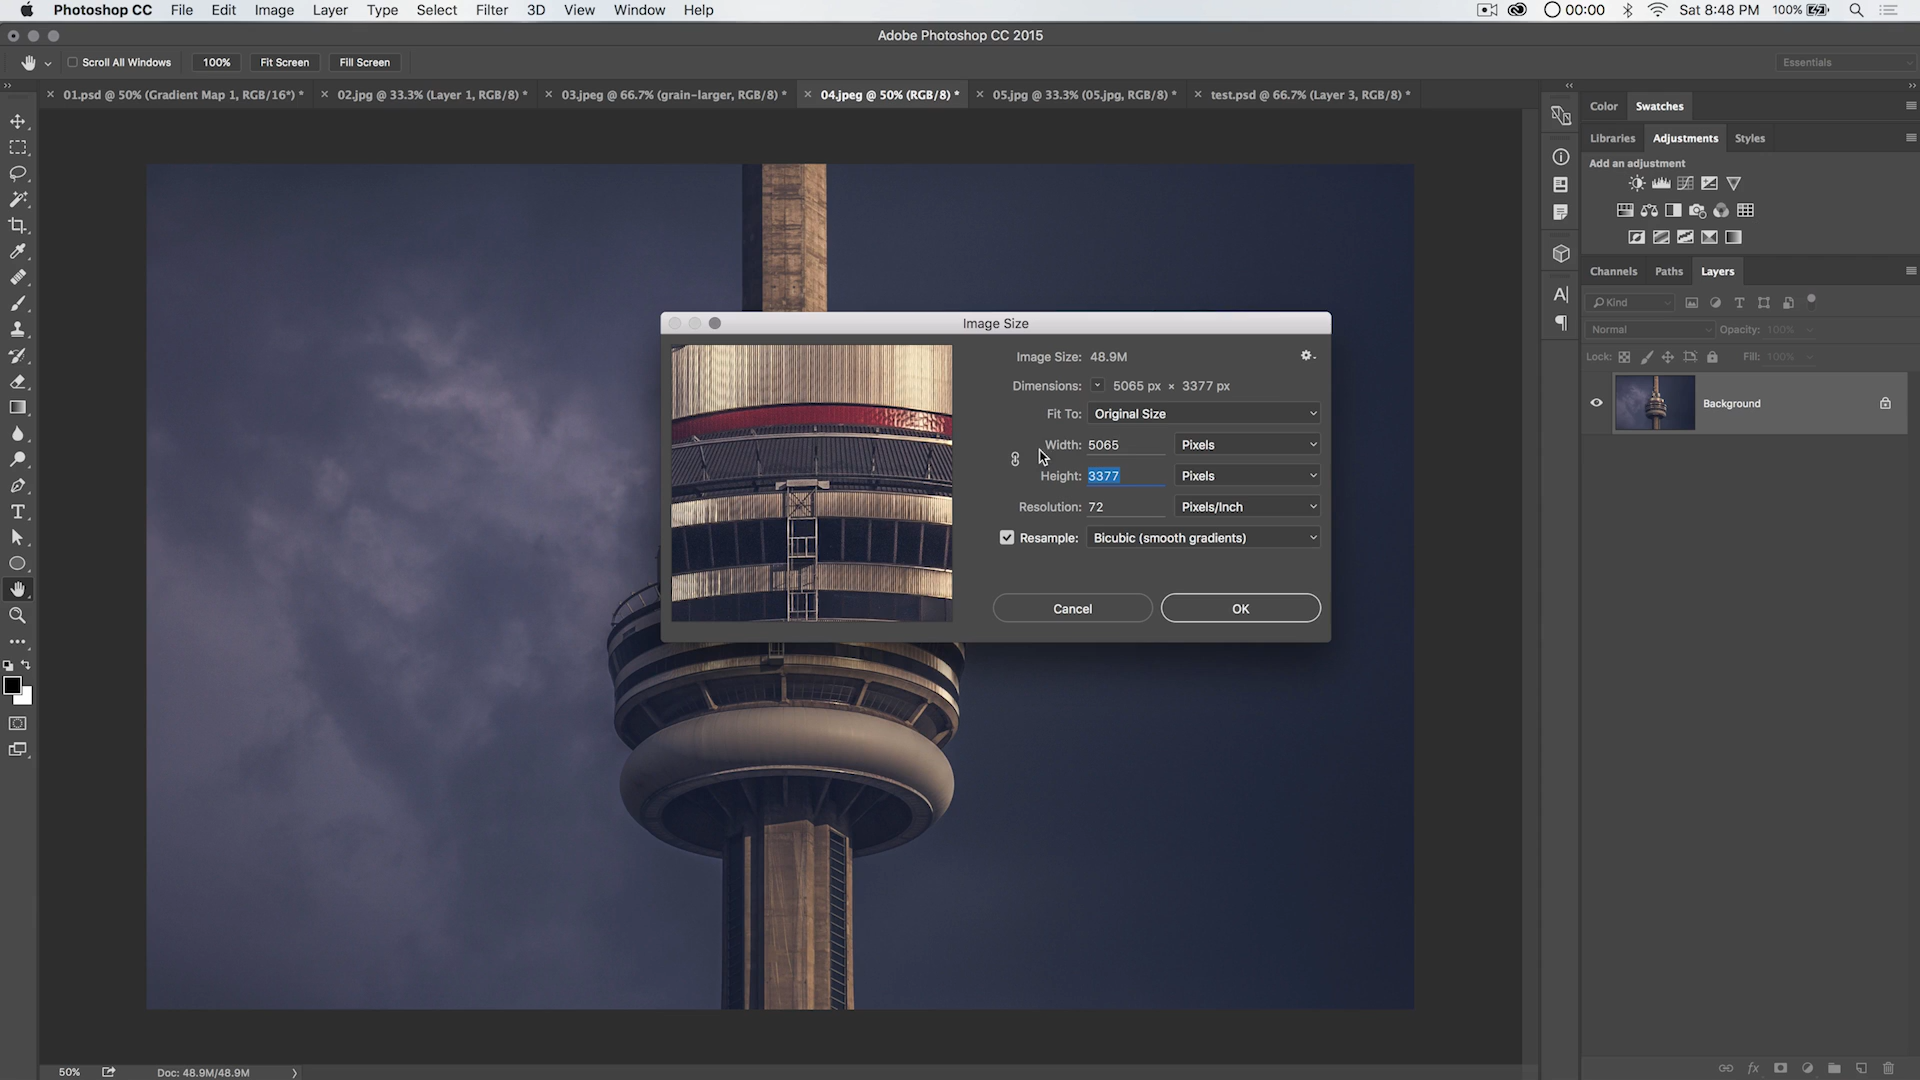 Photoshop CC File Edit Image Layer Type Select Filter 3D View Window Help 00:00 Sat 8:48 PM 100%
Adobe Photoshop CC 2015
Scroll All Windows 100% Fit Screen Fill Screen Essentials
01.psd @ 50% (Gradient Map 1, RGB/16*) * 02.jpg @ 33.3% (Layer 1, RGB/8) * 03.jpeg @ 66.7% (grain-larger, RGB/8) * 04.jpeg @ 50% (RGB/8) * 05.jpg @ 33.3% (05.jpg, RGB/8) * test.psd @ 66.7% (Layer 3, RGB/8) *
Color Swatches
Libraries Adjustments Styles
Add an adjustment
Channels Paths Layers
Kind
Normal Opacity: 100%
Lock: Fill: 100%
Background
Image Size
Image Size: 48.9M
Dimensions: 5065 px × 3377 px
Fit To: Original Size
Width: 5065 Pixels
Height: 3377 Pixels
Resolution: 72 Pixels/Inch
Resample: Bicubic (smooth gradients)
Cancel OK
50% Doc: 48.9M/48.9M